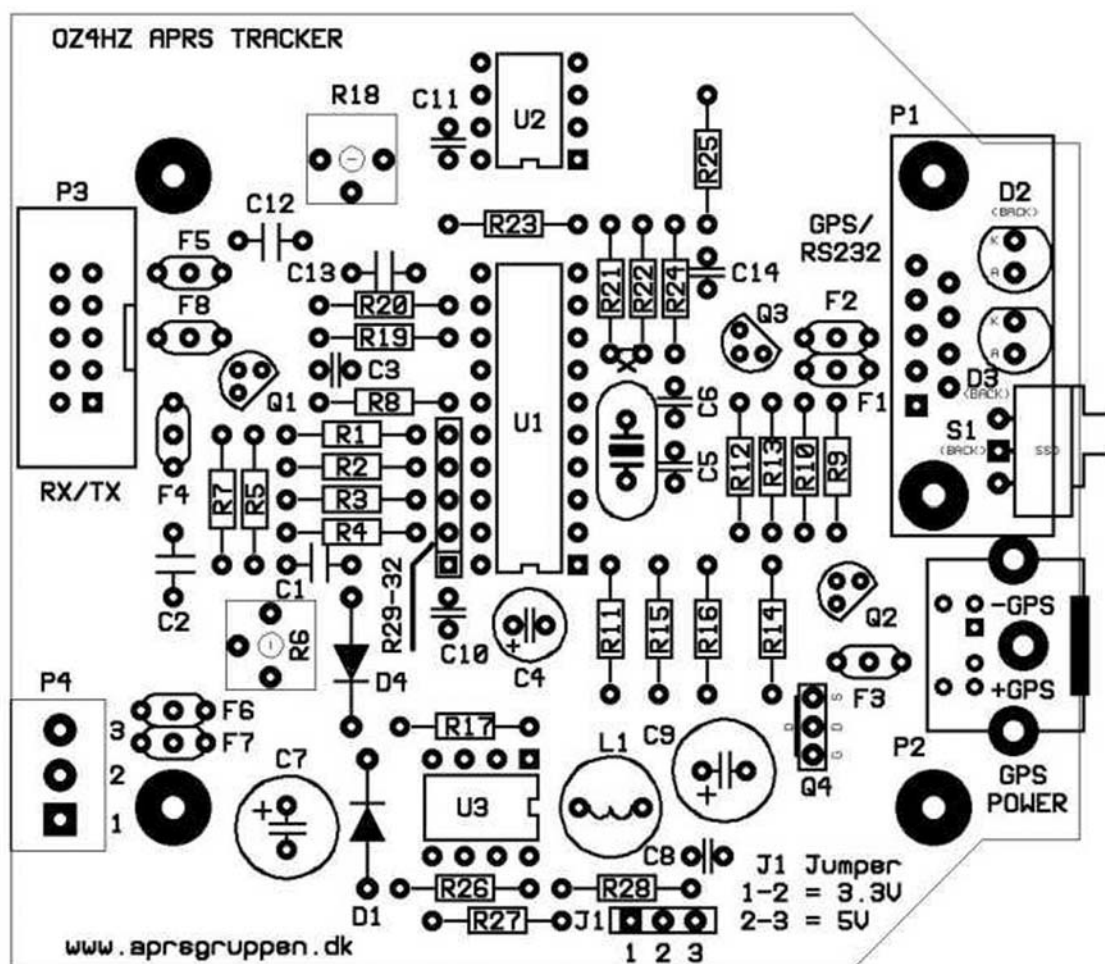 OZ4HZ APRS TRACKER
R18
C11
U2
R25
P1
P3
D2
(BACK)
K
A
C12
R23
GPS/
RS232
F5
C13
R21
R22
R24
C14
R20
F8
R19
Q3
F2
K
A
C3
D3
(BACK)
Q1
R8
U1
C6
F1
S1
(BACK)
SSD
R1
R2
R12
R13
R10
R9
C5
RX/TX
F4
R7
R5
R3
R4
C2
C1
R29-32
R6
C10
C4
R11
R15
R16
R14
Q2
-GPS
+GPS
D4
F3
P4
3
2
1
F6
F7
R17
C7
L1
C9
S
D
D
G
Q4
P2
GPS
POWER
U3
C8
J1 Jumper
1-2 = 3.3V
2-3 = 5V
D1
R26
R28
R27
J1
1 2 3
www.aprsgruppen.dk